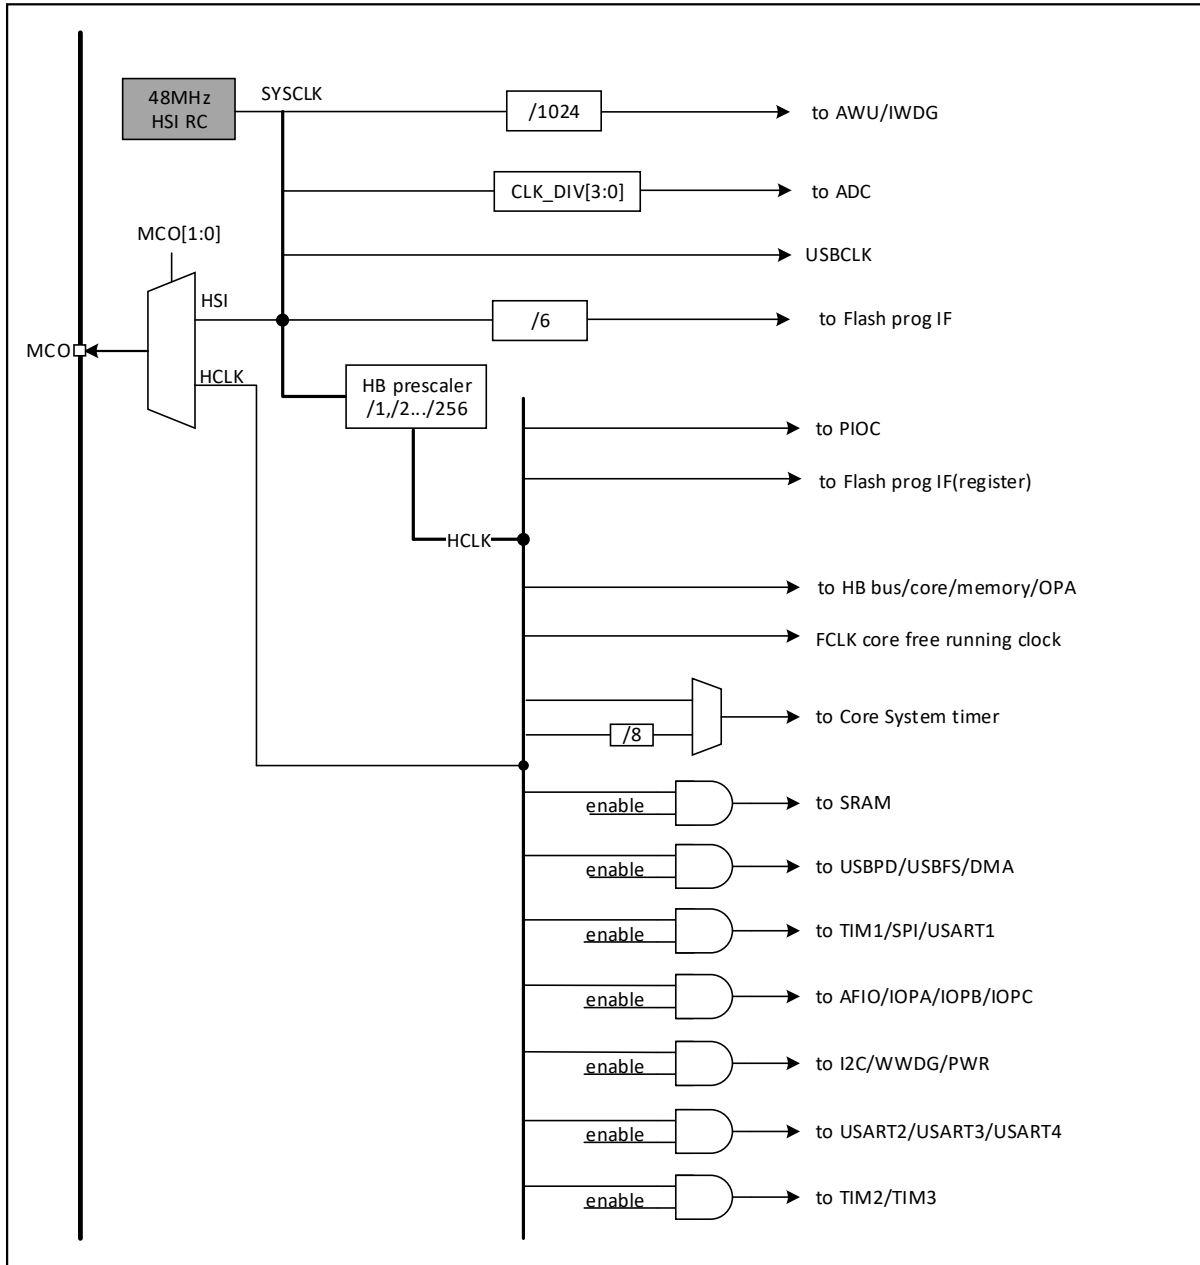 48MHz
HSI RC
SYSCLK
/1024
to AWU/IWDG
CLK_DIV[3:0]
to ADC
MCO[1:0]
USBCLK
HSI
/6
to Flash prog IF
MCO
HCLK
HB prescaler
/1,/2.../256
to PIOC
to Flash prog IF(register)
HCLK
to HB bus/core/memory/OPA
FCLK core free running clock
to Core System timer
/8
enable
to SRAM
enable
to USBPD/USBFS/DMA
enable
to TIM1/SPI/USART1
enable
to AFIO/IOPA/IOPB/IOPC
enable
to I2C/WWDG/PWR
enable
to USART2/USART3/USART4
enable
to TIM2/TIM3